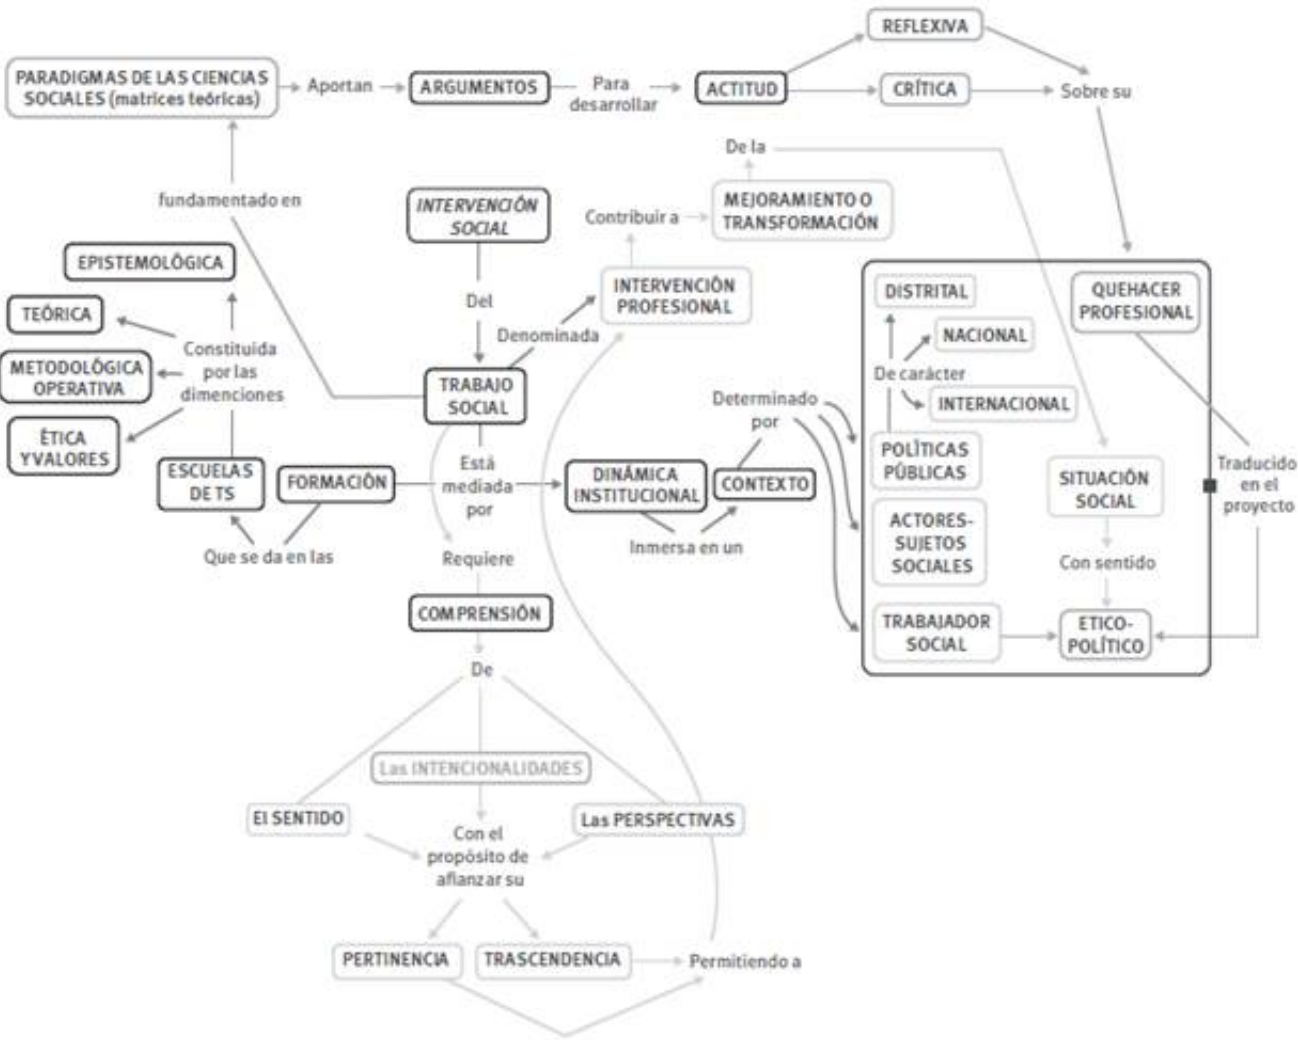 REFLEXIVA
PARADIGMAS DE LAS CIENCIAS
SOCIALES (matrices teóricas)
Aportan
ARGUMENTOS
Para
desarrollar
ACTITUD
CRÍTICA
Sobre su
De la
fundamentado en
INTERVENCIÓN
SOCIAL
Contribuir a
MEJORAMIENTO O
TRANSFORMACIÓN
EPISTEMOLÓGICA
TEÓRICA
METODOLÓGICA
OPERATIVA
ÉTICA
Y VALORES
Constituida
por las
dimenciones
Del
Denominada
INTERVENCIÓN
PROFESIONAL
DISTRITAL
QUEHACER
PROFESIONAL
NACIONAL
De carácter
INTERNACIONAL
TRABAJO
SOCIAL
Determinado
por
POLÍTICAS
PÚBLICAS
ESCUELAS
DE TS
FORMACIÓN
Está
mediada
por
DINÁMICA
INSTITUCIONAL
CONTEXTO
SITUACIÓN
SOCIAL
Traducido
en el
proyecto
Que se da en las
Inmersa en un
ACTORES-
SUJETOS
SOCIALES
Con sentido
Requiere
COMPRENSIÓN
TRABAJADOR
SOCIAL
ETICO-
POLÍTICO
De
Las INTENCIONALIDADES
El SENTIDO
Las PERSPECTIVAS
Con el
propósito de
afianzar su
PERTINENCIA
TRASCENDENCIA
Permitiendo a